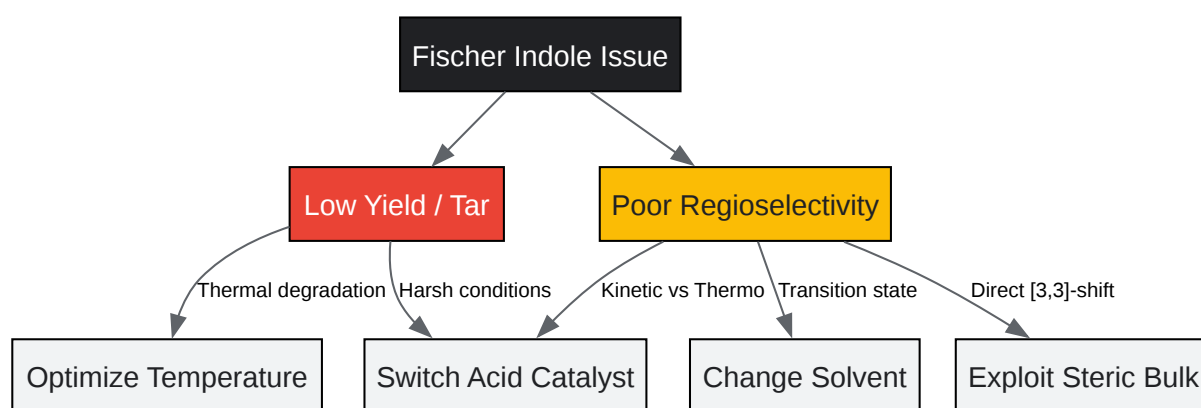 Fischer Indole Issue
Low Yield / Tar
Poor Regioselectivity
Thermal degradation
Harsh conditions
Kinetic vs Thermo
Transition state
Direct [3,3]-shift
Optimize Temperature
Switch Acid Catalyst
Change Solvent
Exploit Steric Bulk